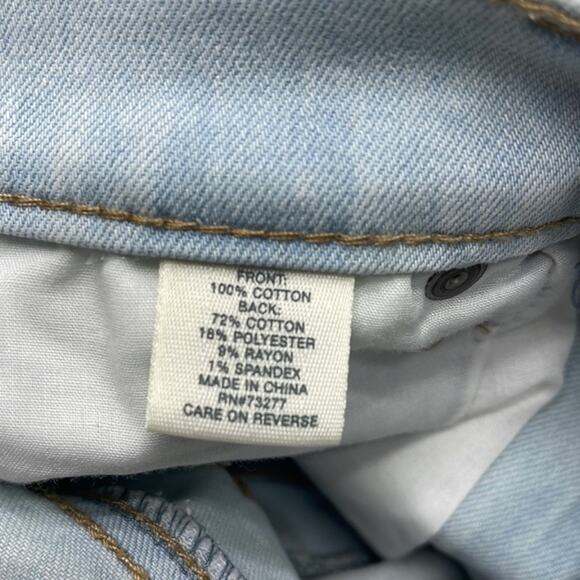 FRONT:
100% COTTON
BACK:
72% COTTON
18% POLYESTER
9% RAYON
1% SPANDEX
MADE IN CHINA
RN#73277
CARE ON REVERSE